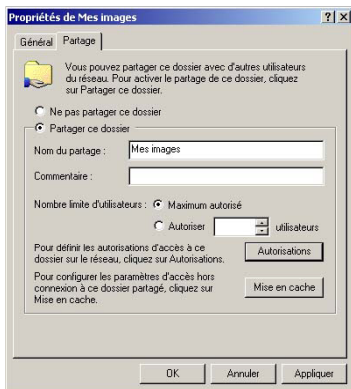 Propriétés de Mes images
Général
Partage
Vous pouvez partager ce dossier avec d'autres utilisateurs
du réseau. Pour activer le partage de ce dossier, cliquez
sur Partager ce dossier.
Ne pas partager ce dossier
Partager ce dossier
Nom du partage :
Mes images
Commentaire :
Nombre limite d'utilisateurs :
Maximum autorisé
Autoriser
utilisateurs
Pour définir les autorisations d'accès à ce
dossier sur le réseau, cliquez sur Autorisations.
Autorisations
Pour configurer les paramètres d'accès hors
connexion à ce dossier partagé, cliquez sur
Mise en cache.
Mise en cache
OK
Annuler
Appliquer